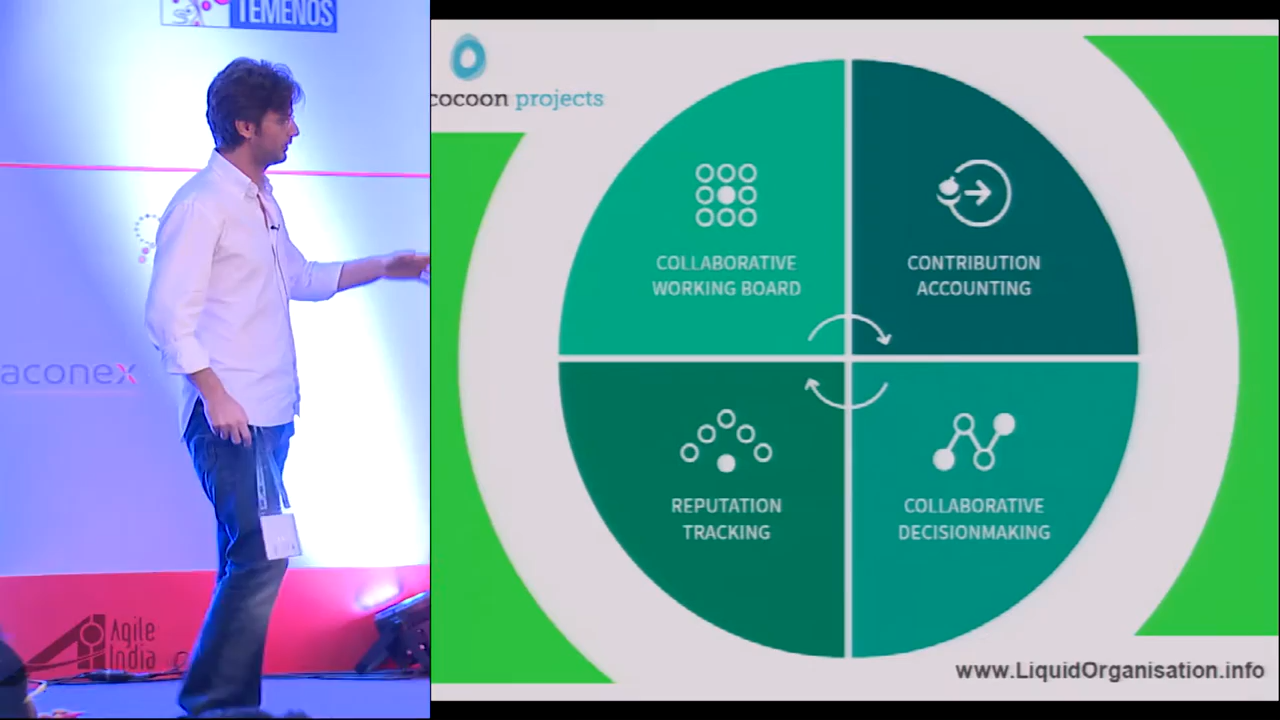 TEMENOS
aconex
Agile
India
cocoon projects
COLLABORATIVE
WORKING BOARD
CONTRIBUTION
ACCOUNTING
REPUTATION
TRACKING
COLLABORATIVE
DECISIONMAKING
www.LiquidOrganisation.info